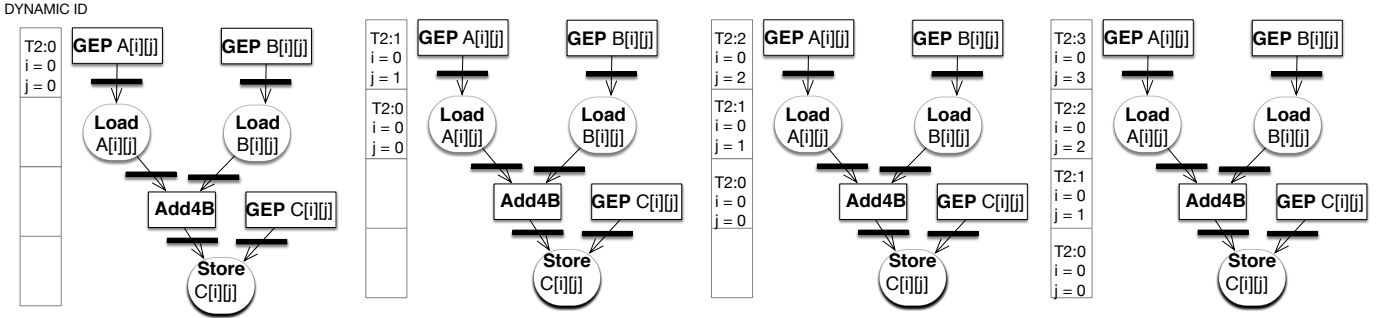 DYNAMIC ID
T2:0
i = 0
j = 0
GEP A[i][j]
GEP B[i][j]
Load
A[i][j]
Load
B[i][j]
Add4B
GEP C[i][j]
Store
C[i][j]
T2:1
i = 0
j = 1
T2:0
i = 0
j = 0
GEP A[i][j]
GEP B[i][j]
Load
A[i][j]
Load
B[i][j]
Add4B
GEP C[i][j]
Store
C[i][j]
T2:2
i = 0
j = 2
T2:1
i = 0
j = 1
T2:0
i = 0
j = 0
GEP A[i][j]
GEP B[i][j]
Load
A[i][j]
Load
B[i][j]
Add4B
GEP C[i][j]
Store
C[i][j]
T2:3
i = 0
j = 3
T2:2
i = 0
j = 2
T2:1
i = 0
j = 1
T2:0
i = 0
j = 0
GEP A[i][j]
GEP B[i][j]
Load
A[i][j]
Load
B[i][j]
Add4B
GEP C[i][j]
Store
C[i][j]